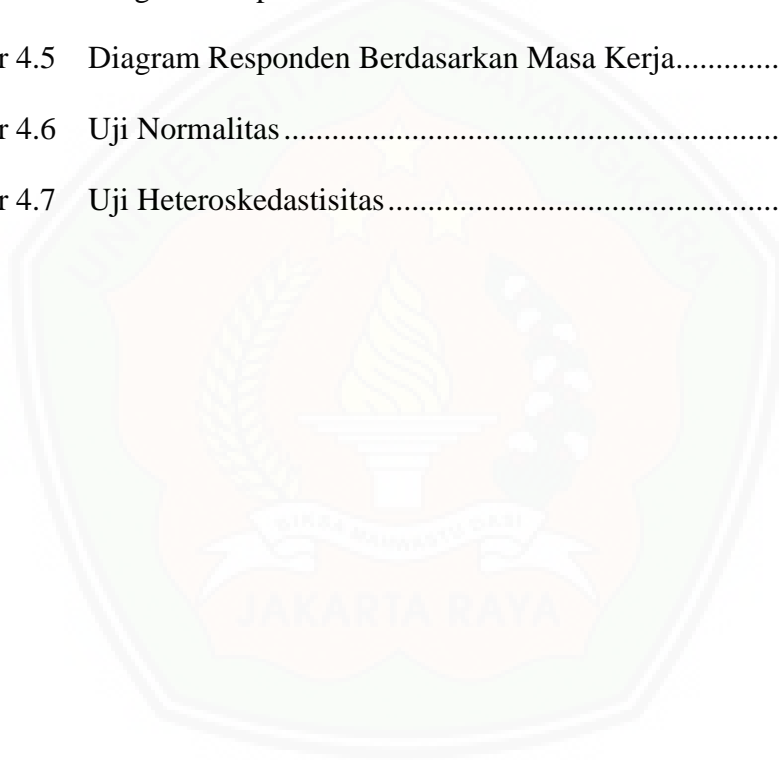 r 4.5 Diagram Responden Berdasarkan Masa Kerja.............
r 4.6 Uji Normalitas..............................................................
r 4.7 Uji Heteroskedastisitas.................................................
JAKARTA RAYA